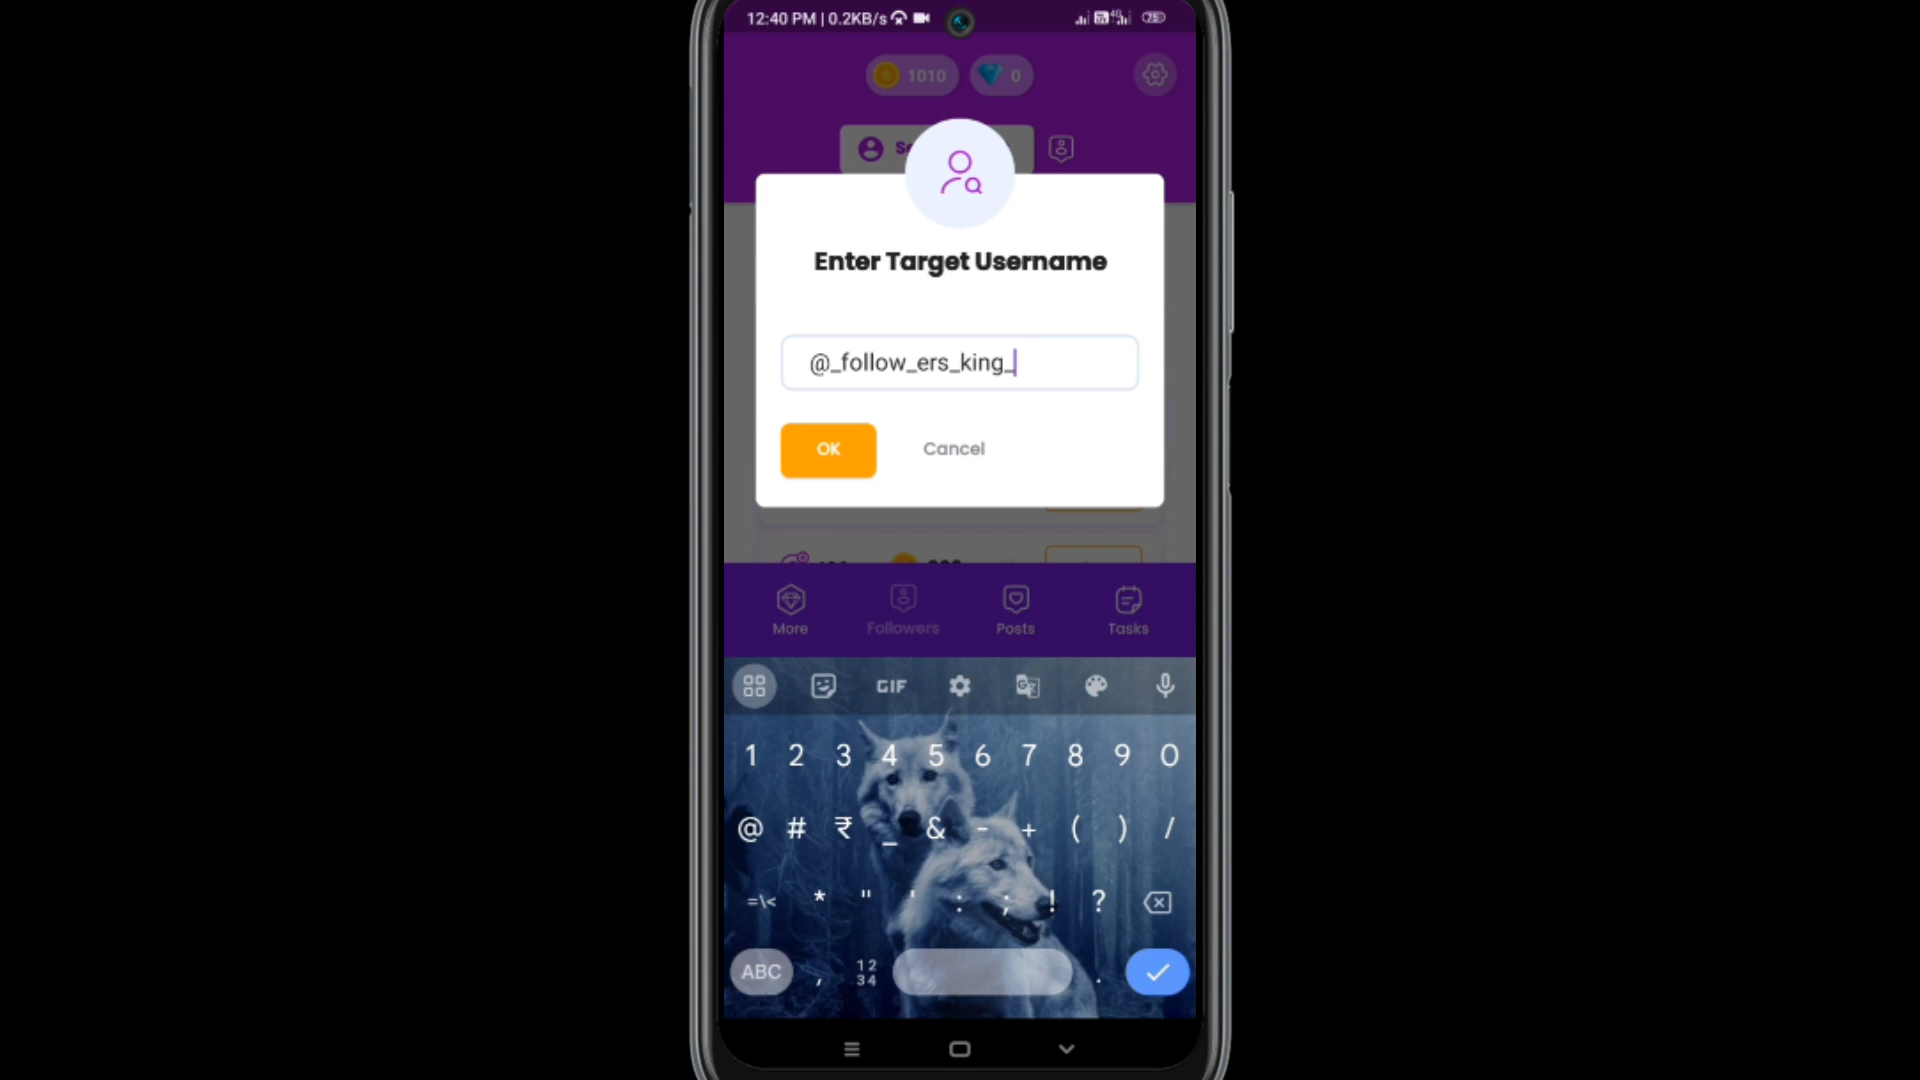 12:40 PM | 0.2KB/s
1010
0
Enter Target Username
@_follow_ers_king_
OK
Cancel
More
Followers
Posts
Tasks
GIF
1 2 3 4 5 6 7 8 9 0
@ # ₹ _ & - + ( ) /
=\< * " ' : ; ! ?
ABC , 12 .
34